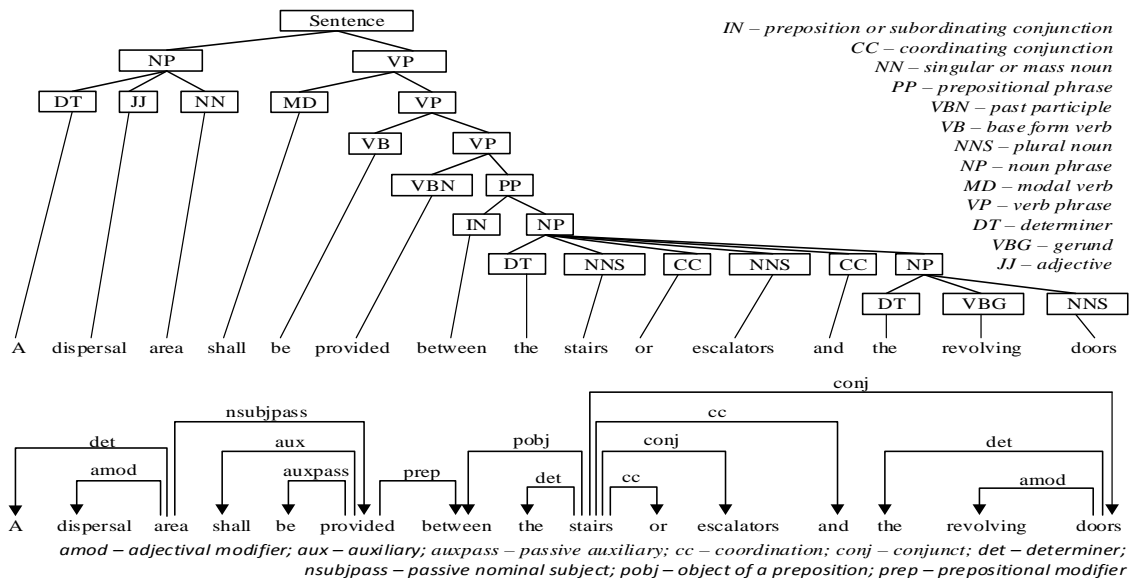 Sentence
IN – preposition or subordinating conjunction
CC – coordinating conjunction
NP VP
NN – singular or mass noun
PP – prepositional phrase
DT JJ NN MD VP
VBN – past participle
VB – base form verb
VB VP
NNS – plural noun
NP – noun phrase
VBN PP
MD – modal verb
VP – verb phrase
IN NP
DT – determiner
VBG – gerund
DT NNS CC NNS CC NP
JJ – adjective
DT VBG NNS
A dispersal area shall be provided between the stairs or escalators and the revolving doors
conj
nsubjpass cc
det aux pobj conj det
amod auxpass prep det cc amod
A dispersal area shall be provided between the stairs or escalators and the revolving doors
amod – adjectival modifier; aux – auxiliary; auxpass – passive auxiliary; cc – coordination; conj – conjunct; det – determiner;
nsubjpass – passive nominal subject; pobj – object of a preposition; prep – prepositional modifier